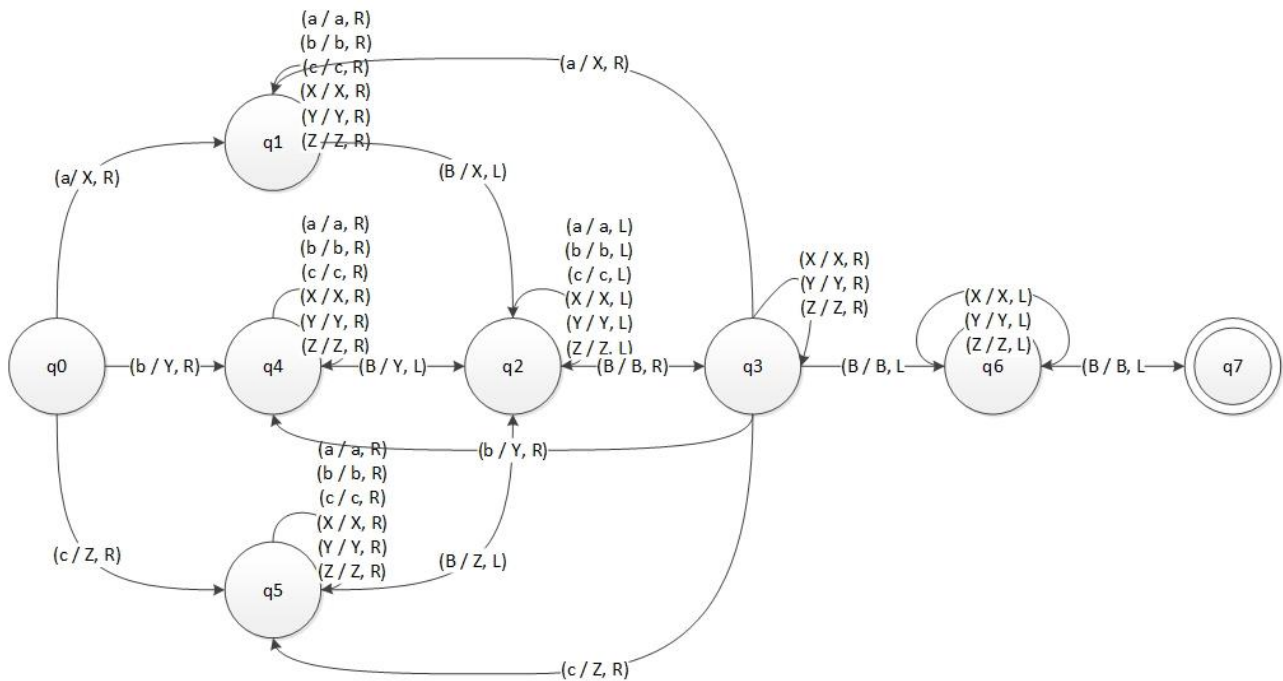 (a / a, R)
(b / b, R)
(c / c, R)
(X / X, R)
(Y / Y, R)
(Z / Z, R)
(a / X, R)
q1
(a/ X, R)
(B / X, L)
(a / a, R)
(b / b, R)
(c / c, R)
(X / X, R)
(Y / Y, R)
(Z / Z, R)
(a / a, L)
(b / b, L)
(c / c, L)
(X / X, L)
(Y / Y, L)
(Z / Z, L)
(X / X, R)
(Y / Y, R)
(Z / Z, R)
(X / X, L)
(Y / Y, L)
(Z / Z, L)
q0
(b / Y, R)
q4
(B / Y, L)
q2
(B / B, R)
q3
(B / B, L
q6
(B / B, L
q7
(b / Y, R)
(a / a, R)
(b / b, R)
(c / c, R)
(X / X, R)
(Y / Y, R)
(Z / Z, R)
(c / Z, R)
q5
(B / Z, L)
(c / Z, R)